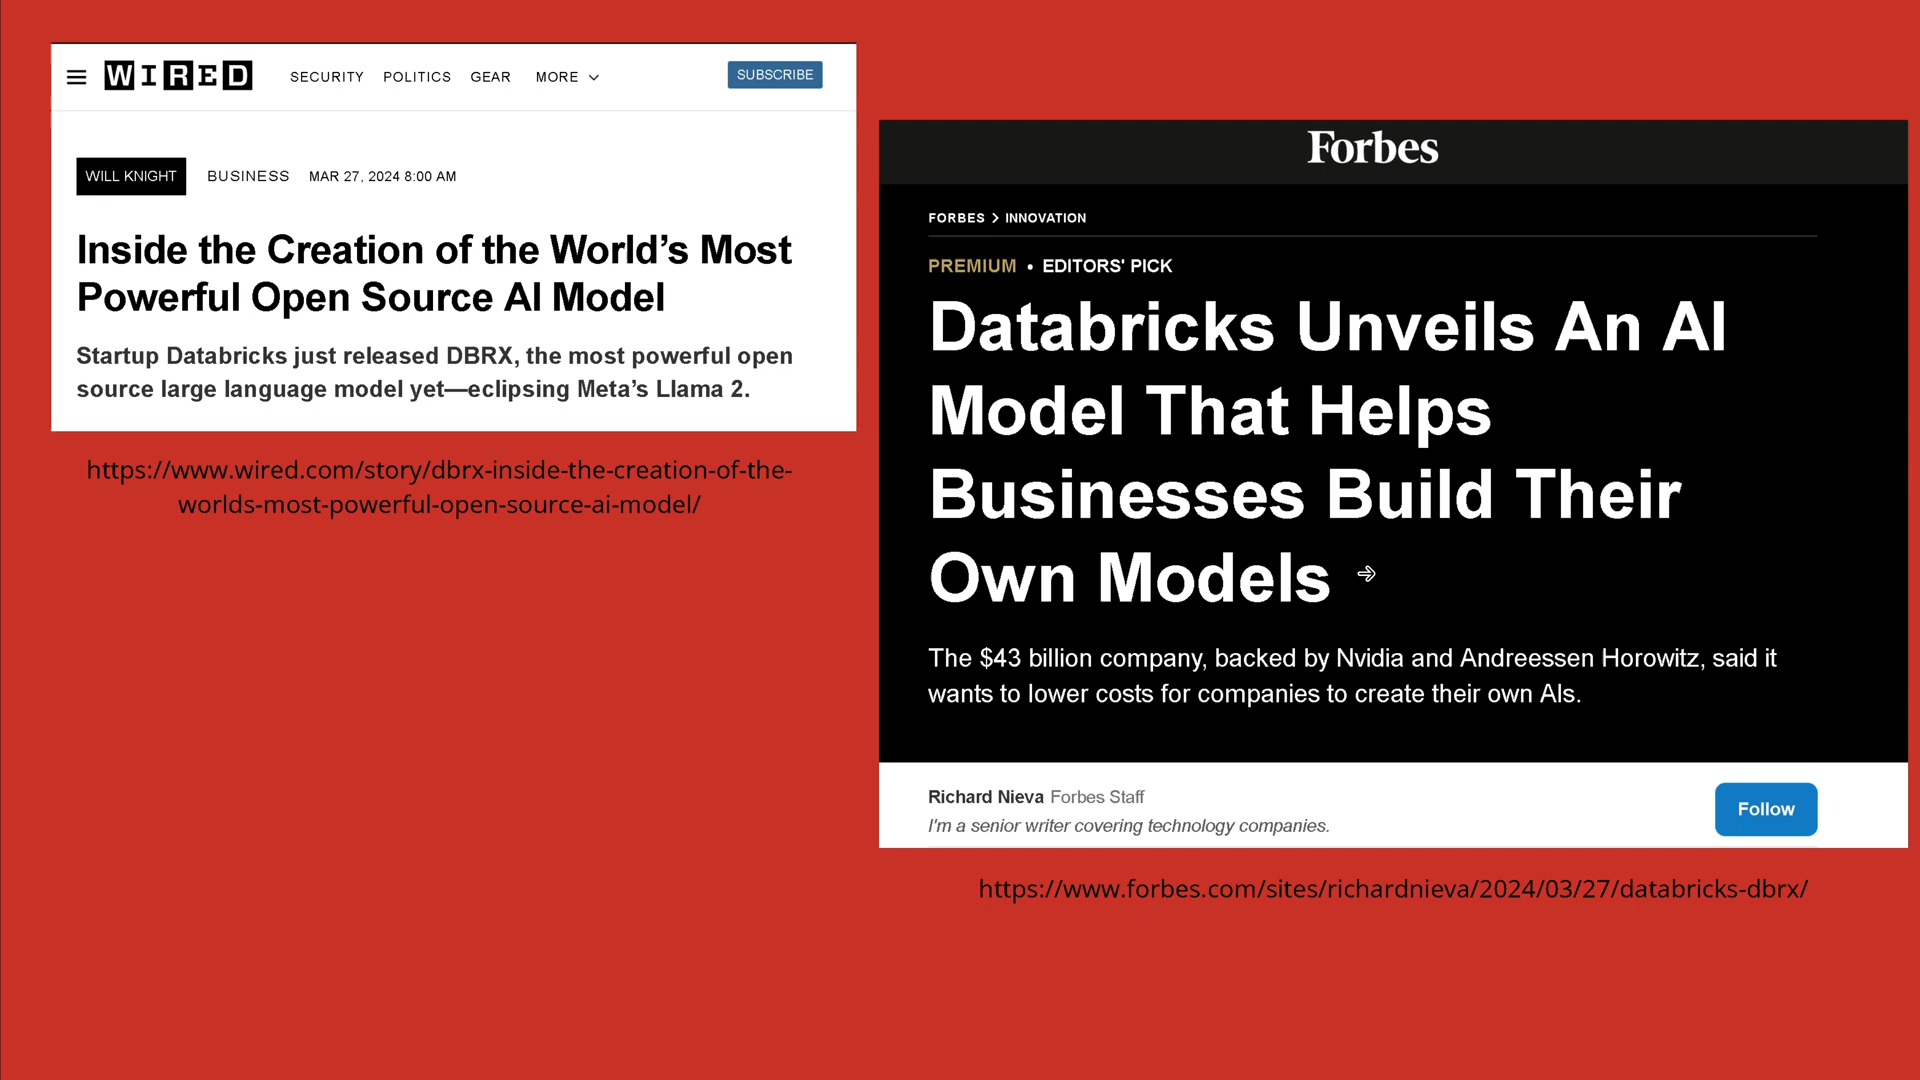 WIRED
SECURITY POLITICS GEAR MORE
SUBSCRIBE
WILL KNIGHT BUSINESS MAR 27, 2024 8:00 AM
Inside the Creation of the World’s Most
Powerful Open Source AI Model
Startup Databricks just released DBRX, the most powerful open
source large language model yet—eclipsing Meta’s Llama 2.
https://www.wired.com/story/dbrx-inside-the-creation-of-the-
worlds-most-powerful-open-source-ai-model/
Forbes
FORBES > INNOVATION
PREMIUM • EDITORS' PICK
Databricks Unveils An AI
Model That Helps
Businesses Build Their
Own Models
The $43 billion company, backed by Nvidia and Andreessen Horowitz, said it
wants to lower costs for companies to create their own AIs.
Richard Nieva Forbes Staff
I'm a senior writer covering technology companies.
Follow
https://www.forbes.com/sites/richardnieva/2024/03/27/databricks-dbrx/